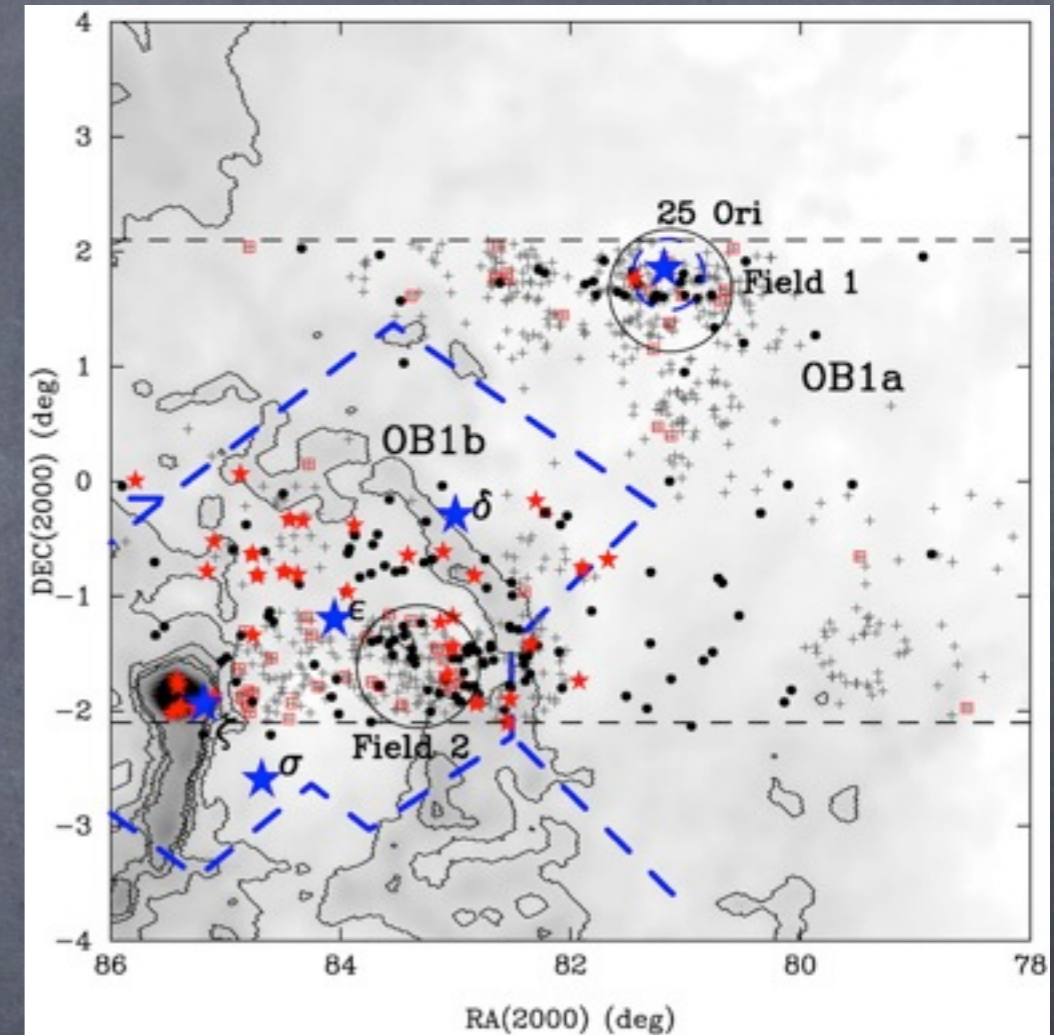 4
3
2
1
0
−1
−2
−3
−4
DEC(2000) (deg)
25 Ori
Field 1
OB1a
OB1b
δ
ϵ
Field 2
ζ
σ
86
84
82
80
78
RA(2000) (deg)